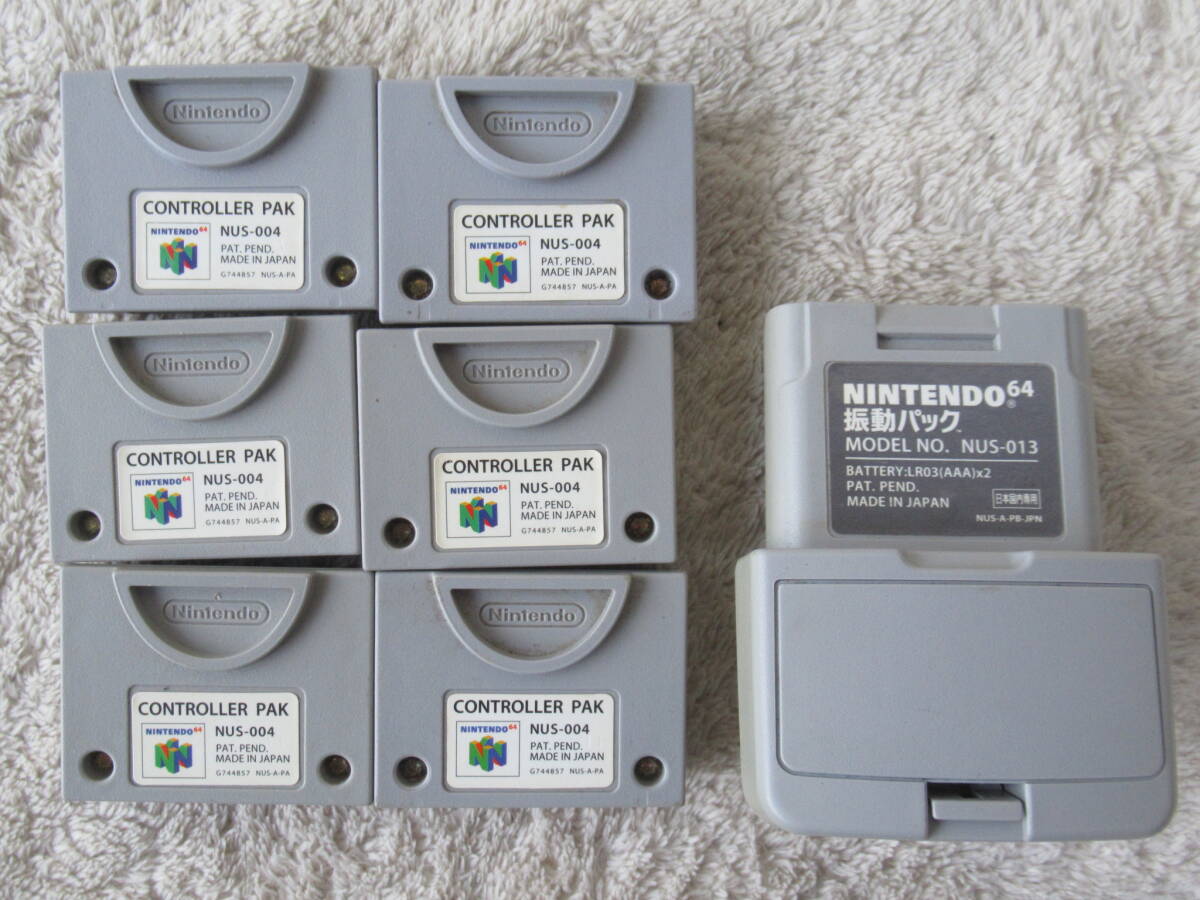 Nintendo
CONTROLLER PAK
NINTENDO64
NUS-004
PAT. PEND.
MADE IN JAPAN
G744857 NUS-A-PA
Nintendo
CONTROLLER PAK
NINTENDO64
NUS-004
PAT. PEND.
MADE IN JAPAN
G744857 NUS-A-PA
Nintendo
CONTROLLER PAK
NINTENDO64
NUS-004
PAT. PEND.
MADE IN JAPAN
G744857 NUS-A-PA
Nintendo
CONTROLLER PAK
NINTENDO64
NUS-004
PAT. PEND.
MADE IN JAPAN
G744857 NUS-A-PA
Nintendo
CONTROLLER PAK
NINTENDO64
NUS-004
PAT. PEND.
MADE IN JAPAN
G744857 NUS-A-PA
Nintendo
CONTROLLER PAK
NINTENDO64
NUS-004
PAT. PEND.
MADE IN JAPAN
G744857 NUS-A-PA
NINTENDO64®
振動パック™
MODEL NO. NUS-013
BATTERY:LR03(AAA)x2
PAT. PEND.
MADE IN JAPAN
日本国内専用
NUS-A-PB-JPN